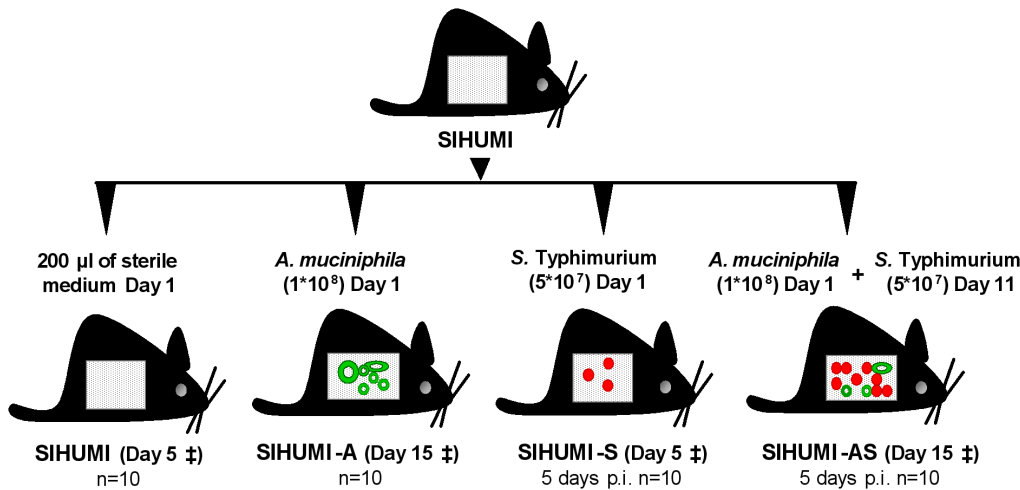 SIHUMI
200 µl of sterile
medium Day 1
A. muciniphila
(1*10⁸) Day 1
S. Typhimurium
(5*10⁷) Day 1
A. muciniphila
(1*10⁸) Day 1
+
S. Typhimurium
(5*10⁷) Day 11
SIHUMI (Day 5 ‡)
n=10
SIHUMI-A (Day 15 ‡)
n=10
SIHUMI-S (Day 5 ‡)
5 days p.i. n=10
SIHUMI-AS (Day 15 ‡)
5 days p.i. n=10